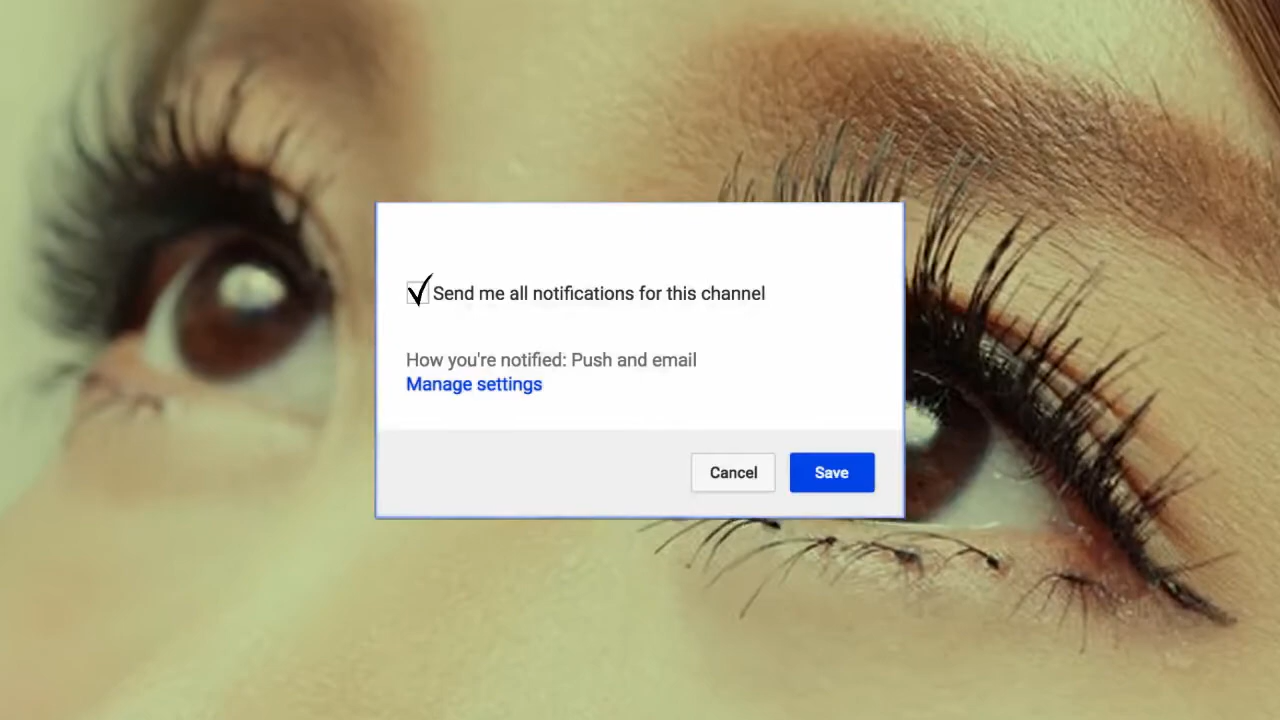 Send me all notifications for this channel
How you're notified: Push and email
Manage settings
Cancel Save